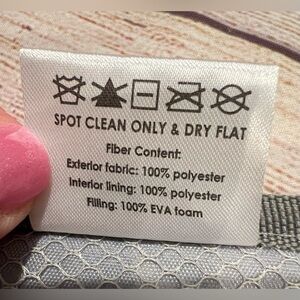 SPOT CLEAN ONLY & DRY FLAT
Fiber Content:
Exterior fabric: 100% polyester
Interior lining: 100% polyester
Filling: 100% EVA foam